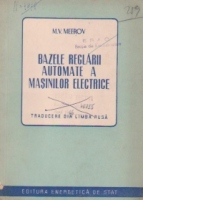 M.V. MEEROV
BAZELE REGLĂRII
AUTOMATE A
MAȘINILOR ELECTRICE
TRADUCERE DIN LIMBA RUSĂ
EDITURA ENERGETICĂ DE STAT